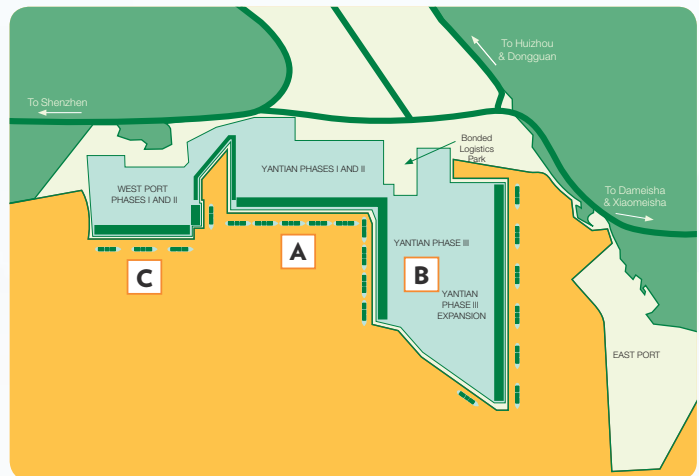 To Huizhou
& Dongguan
To Shenzhen
Bonded
Logistics
Park
YANTIAN PHASES I AND II
WEST PORT
PHASES I AND II
To Dameisha
& Xiaomeisha
A
YANTIAN PHASE III
B
C
YANTIAN
PHASE III
EXPANSION
EAST PORT